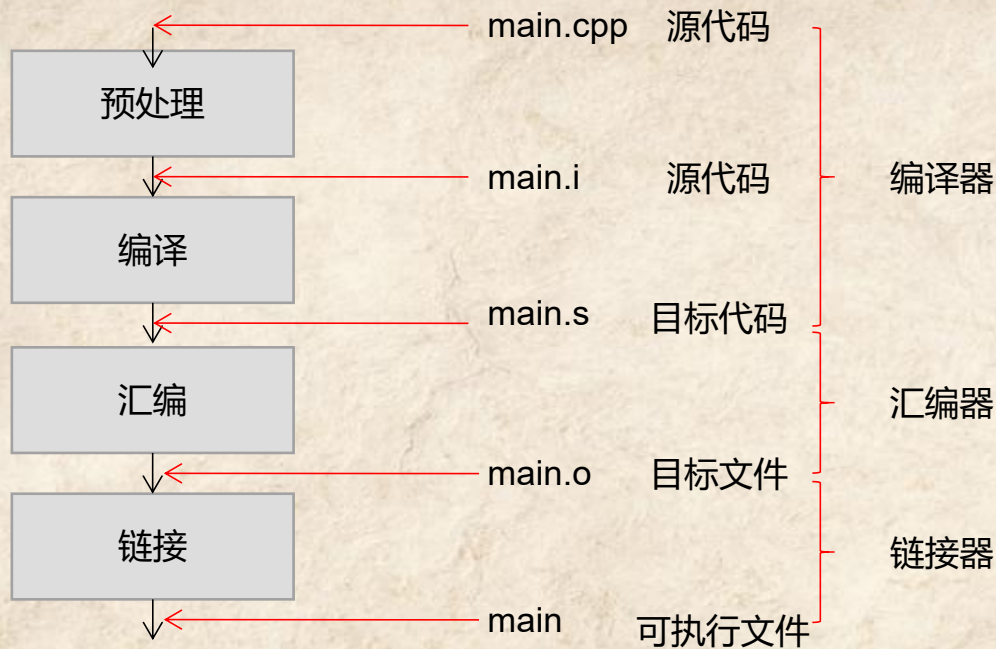 main.cpp 源代码
预处理
main.i 源代码 编译器
编译
main.s 目标代码
汇编 汇编器
main.o 目标文件
链接 链接器
main 可执行文件